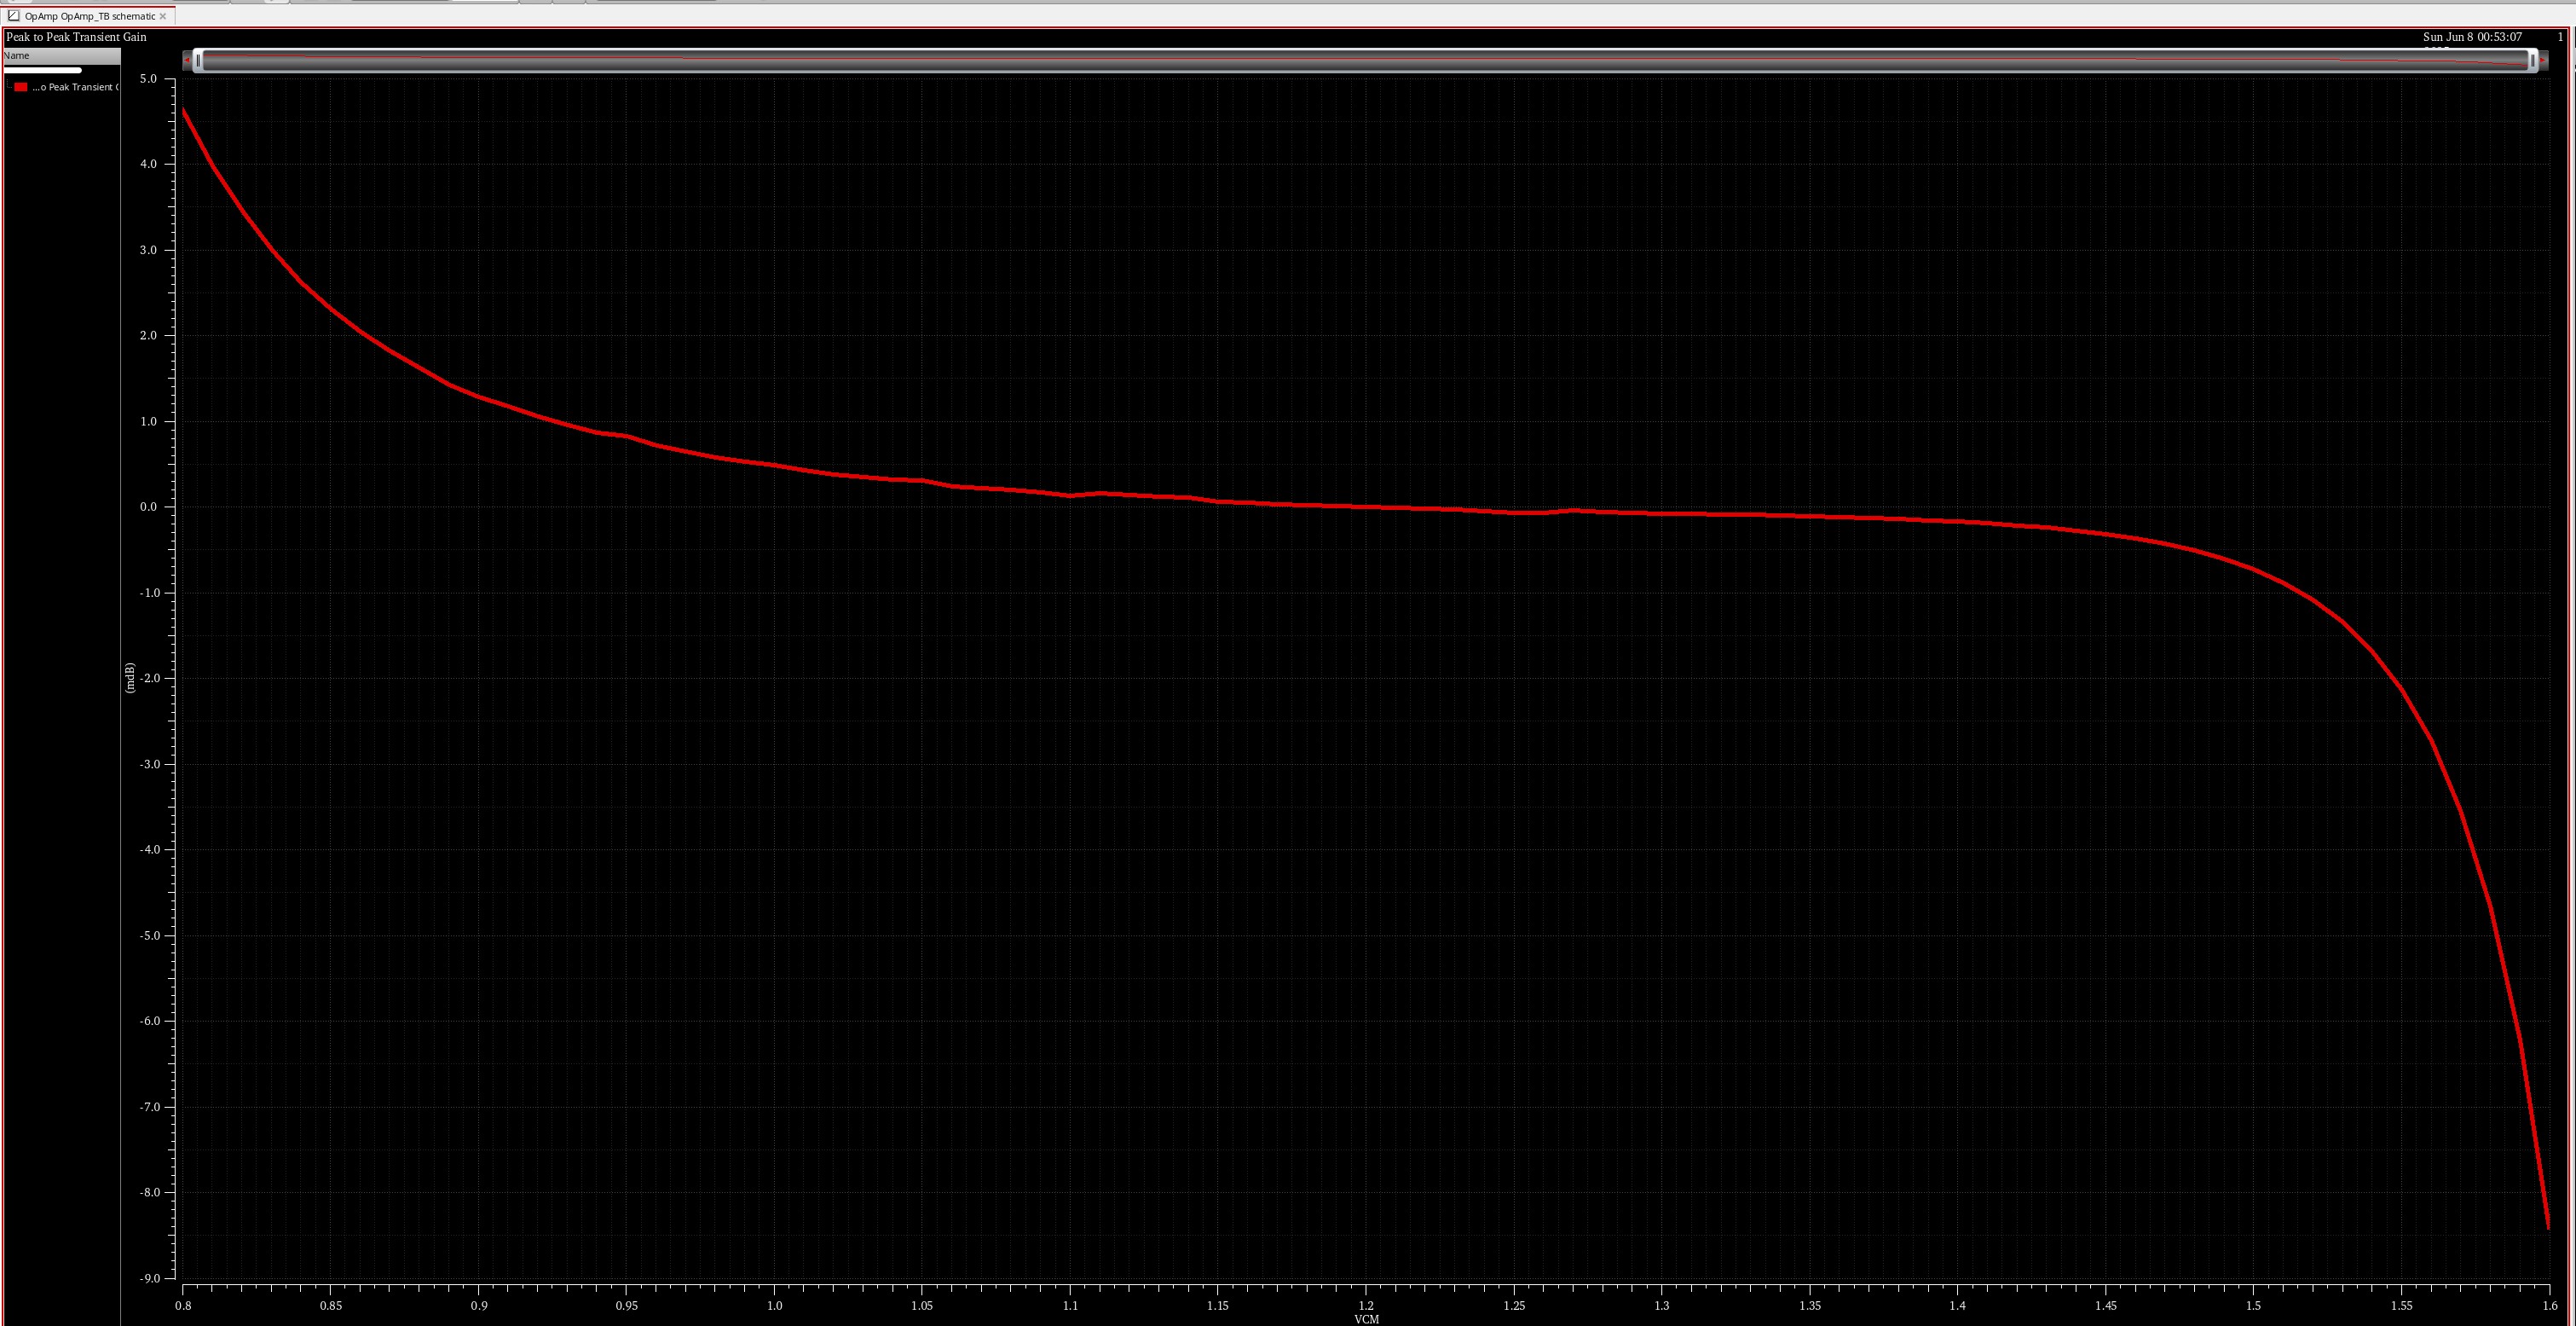 OpAmp OpAmp_TB schematic
Peak to Peak Transient Gain
Sun Jun 8 00:53:07
1
Name
...o Peak Transient
5.0
4.0
3.0
2.0
1.0
0.0
-1.0
-2.0
-3.0
-4.0
-5.0
-6.0
-7.0
-8.0
-9.0
(mdB)
0.8 0.85 0.9 0.95 1.0 1.05 1.1 1.15 1.2 1.25 1.3 1.35 1.4 1.45 1.5 1.55 1.6
VCM